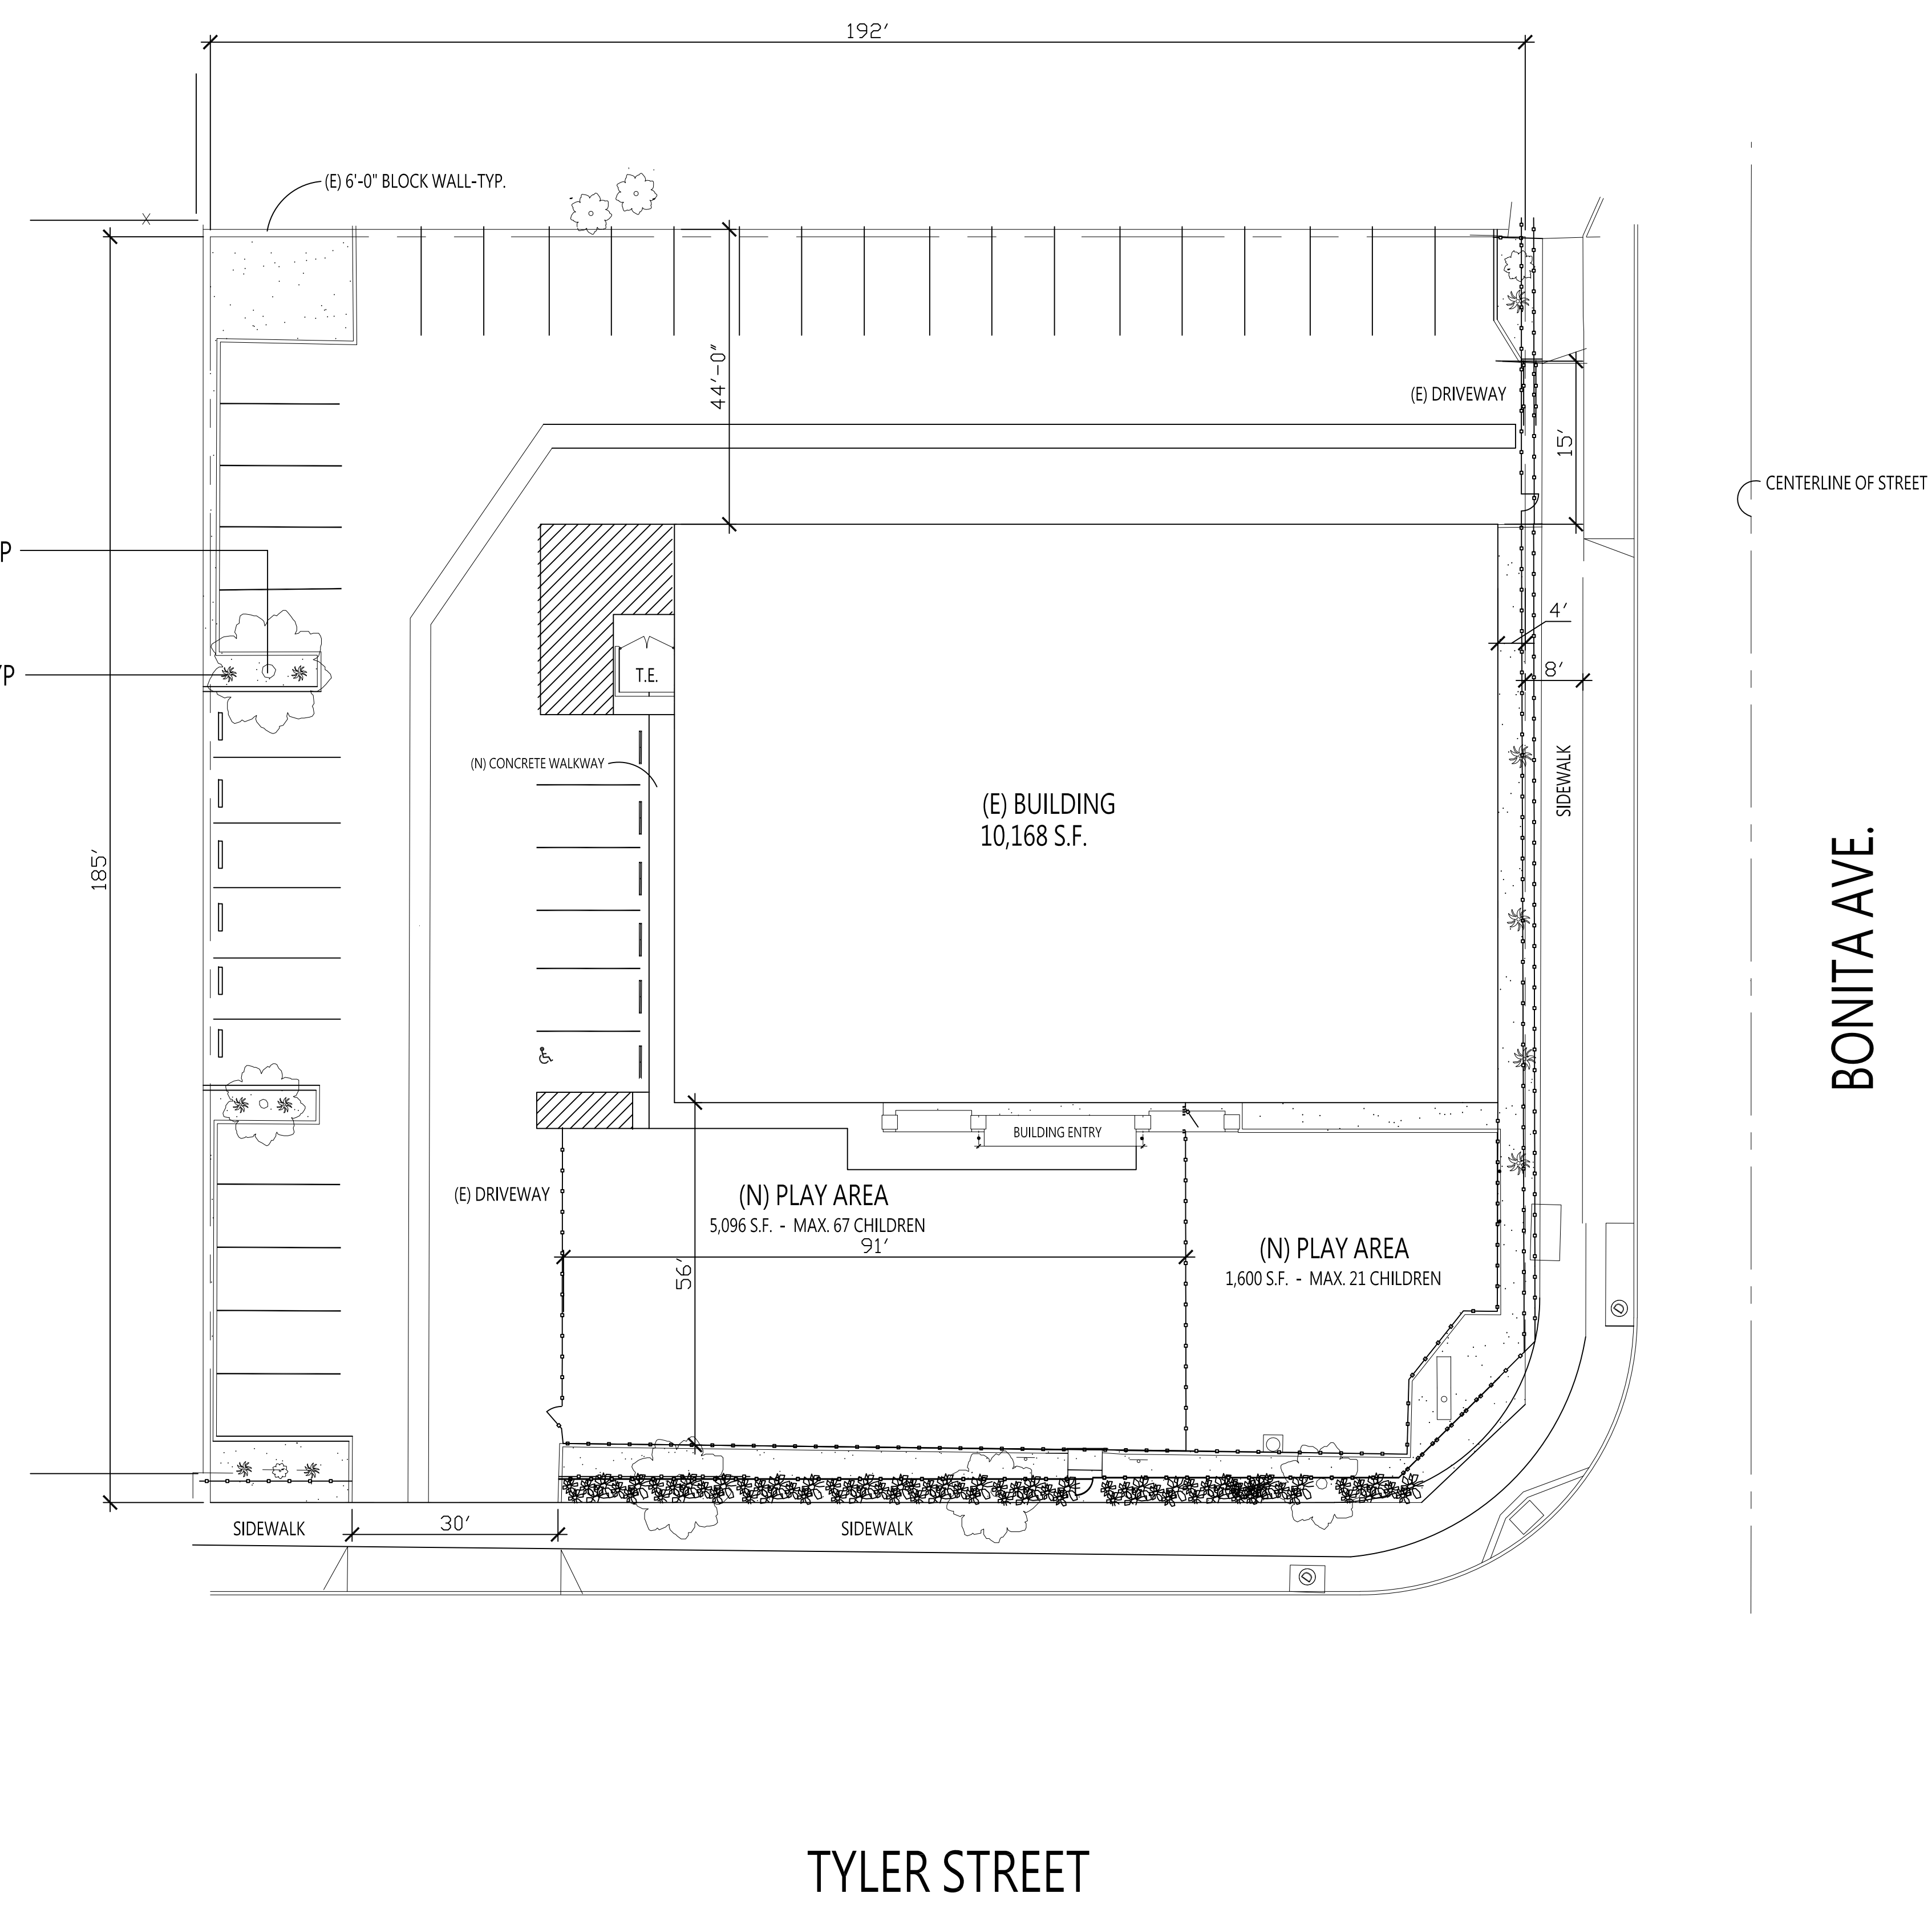 192'
(E) 6'-0" BLOCK WALL-TYP.
44'-0"
(E) DRIVEWAY
15'
CENTERLINE OF STREET
P
4'
T.E.
8'
YP
(N) CONCRETE WALKWAY
SIDEWALK
(E) BUILDING
10,168 S.F.
185'
BONITA AVE.
BUILDING ENTRY
(E) DRIVEWAY
(N) PLAY AREA
5,096 S.F. - MAX. 67 CHILDREN
91'
56'
(N) PLAY AREA
1,600 S.F. - MAX. 21 CHILDREN
D
SIDEWALK
30'
SIDEWALK
D
TYLER STREET